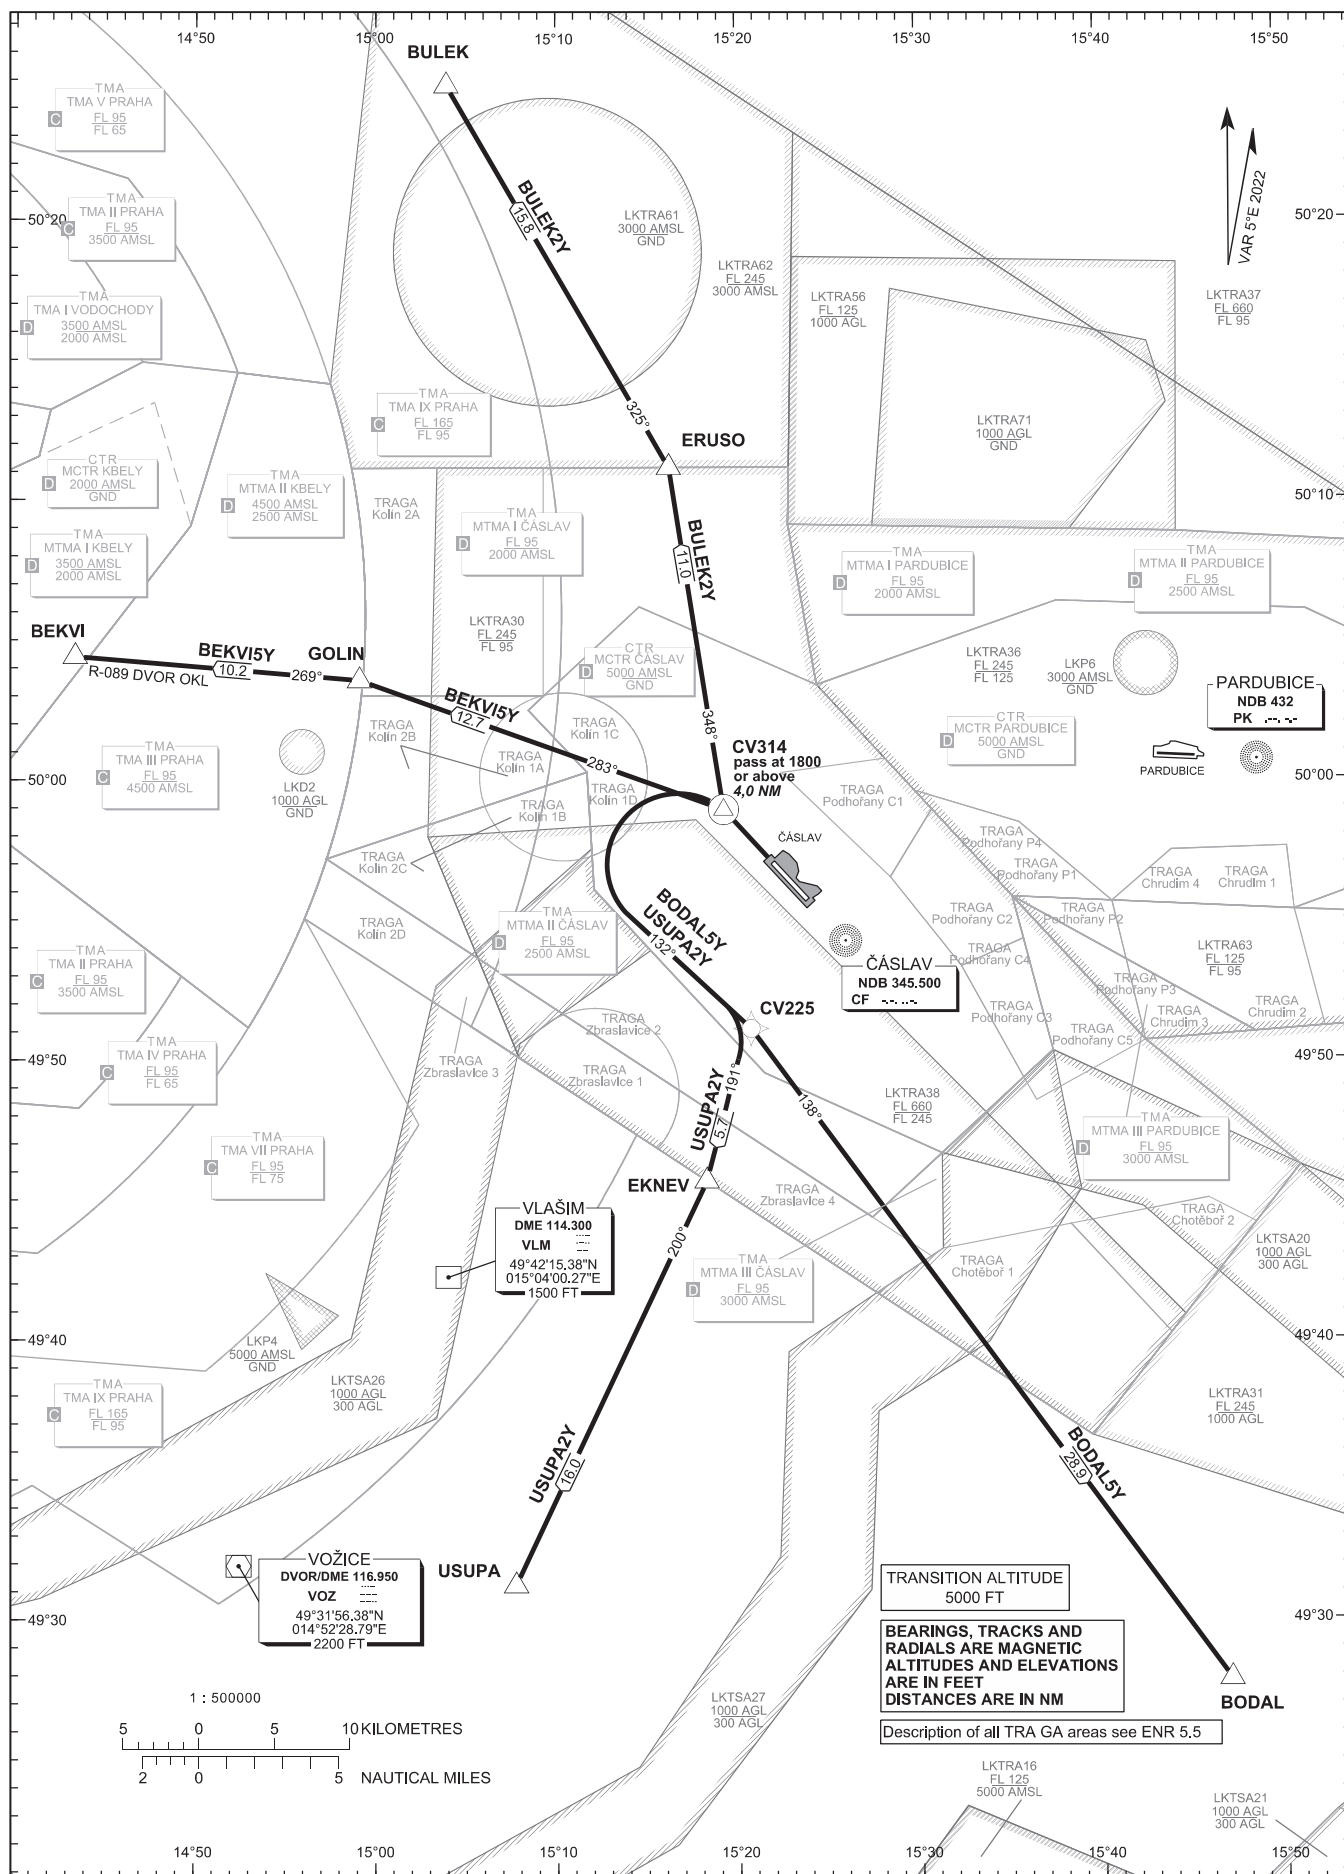 14°50
15°00
15°10
15°20
15°30
15°40
15°50
BULEK
TMA
TMA V PRAHA
C
FL 95
FL 65
VAR 5°E 2022
BULEK2Y
15.8
50°20
TMA
TMA II PRAHA
C
FL 95
3500 AMSL
LKTRA61
3000 AMSL
GND
50°20
LKTRA62
FL 245
3000 AMSL
LKTRA56
FL 125
1000 AGL
LKTRA37
FL 660
FL 95
TMA
TMA I VODOCHODY
D
3500 AMSL
2000 AMSL
TMA
TMA IX PRAHA
C
FL 165
FL 95
325°
ERUSO
LKTRA71
1000 AGL
GND
CTR
MCTR KBELY
D
2000 AMSL
GND
TMA
MTMA II KBELY
D
4500 AMSL
2500 AMSL
TRAGA
Kolín 2A
50°10
TMA
MTMA I ČÁSLAV
D
FL 95
2000 AMSL
BULEK2Y
11.0
TMA
MTMA I KBELY
D
3500 AMSL
2000 AMSL
TMA
MTMA I PARDUBICE
D
FL 95
2000 AMSL
TMA
MTMA II PARDUBICE
D
FL 95
2500 AMSL
LKTRA30
FL 245
FL 95
BEKVI
BEKVI5Y
10.2
269°
R-089 DVOR OKL
GOLIN
CTR
MCTR ČÁSLAV
D
5000 AMSL
GND
LKTRA36
FL 245
FL 125
LKP6
3000 AMSL
GND
PARDUBICE
NDB 432
PK .--. -.-
BEKVI5Y
12.7
TRAGA
Kolín 2B
TRAGA
Kolín 1C
348°
CTR
MCTR PARDUBICE
D
5000 AMSL
GND
CV314
pass at 1800
or above
4,0 NM
PARDUBICE
TMA
TMA III PRAHA
C
FL 95
4500 AMSL
50°00
TRAGA
Kolín 1A
283°
50°00
LKD2
1000 AGL
GND
TRAGA
Kolín 1D
TRAGA
Podhořany C1
TRAGA
Kolín 1B
ČÁSLAV
TRAGA
Podhořany P4
TRAGA
Kolín 2C
TRAGA
Podhořany P1
TRAGA
Chrudim 4
TRAGA
Chrudim 1
BODAL5Y
USUPA2Y
132°
TRAGA
Podhořany C2
TRAGA
Podhořany P2
TRAGA
Kolín 2D
TMA
MTMA II ČÁSLAV
D
FL 95
2500 AMSL
LKTRA63
FL 125
FL 95
TRAGA
Podhořany C4
TMA
TMA II PRAHA
C
FL 95
3500 AMSL
ČÁSLAV
NDB 345.500
CF -.-. ..-.
TRAGA
Podhořany P3
CV225
TRAGA
Podhořany C3
TRAGA
Chrudim 3
TRAGA
Chrudim 2
TRAGA
Zbraslavice 2
TRAGA
Podhořany C5
49°50
TMA
TMA IV PRAHA
C
FL 95
FL 65
TRAGA
Zbraslavice 3
TRAGA
Zbraslavice 1
49°50
191°
USUPA2Y
5.7
138°
LKTRA38
FL 660
FL 245
TMA
MTMA III PARDUBICE
D
FL 95
3000 AMSL
TMA
TMA VII PRAHA
C
FL 95
FL 75
EKNEV
TRAGA
Zbraslavice 4
VLAŠIM
DME 114.300
VLM
49°42'15.38"N
015°04'00.27"E
1500 FT
TRAGA
Chotěboř 2
200°
LKTSA20
1000 AGL
300 AGL
TMA
MTMA III ČÁSLAV
D
FL 95
3000 AMSL
TRAGA
Chotěboř 1
49°40
LKP4
5000 AMSL
GND
49°40
LKTSA26
1000 AGL
300 AGL
TMA
TMA IX PRAHA
C
FL 165
FL 95
LKTRA31
FL 245
1000 AGL
USUPA2Y
16.0
BODAL5Y
28.9
VOŽICE
DVOR/DME 116.950
VOZ
49°31'56.38"N
014°52'28.79"E
2200 FT
USUPA
TRANSITION ALTITUDE
5000 FT
49°30
49°30
BEARINGS, TRACKS AND
RADIALS ARE MAGNETIC
ALTITUDES AND ELEVATIONS
ARE IN FEET
DISTANCES ARE IN NM
BODAL
LKTSA27
1000 AGL
300 AGL
Description of all TRA GA areas see ENR 5.5
1 : 500000
5 0 5 10 KILOMETRES
2 0 5 NAUTICAL MILES
LKTRA16
FL 125
5000 AMSL
LKTSA21
1000 AGL
300 AGL
14°50
15°00
15°10
15°20
15°30
15°40
15°50